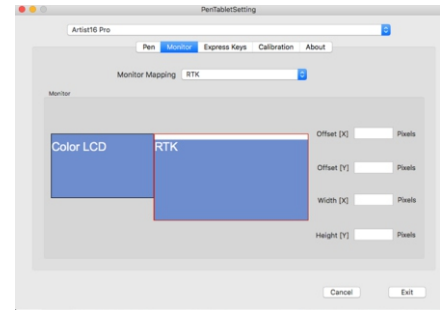 PenTabletSetting
Artist16 Pro
Pen Monitor Express Keys Calibration About
Monitor Mapping RTK
Monitor
Color LCD RTK
Offset [X] Pixels
Offset [Y] Pixels
Width [X] Pixels
Height [Y] Pixels
Cancel Exit